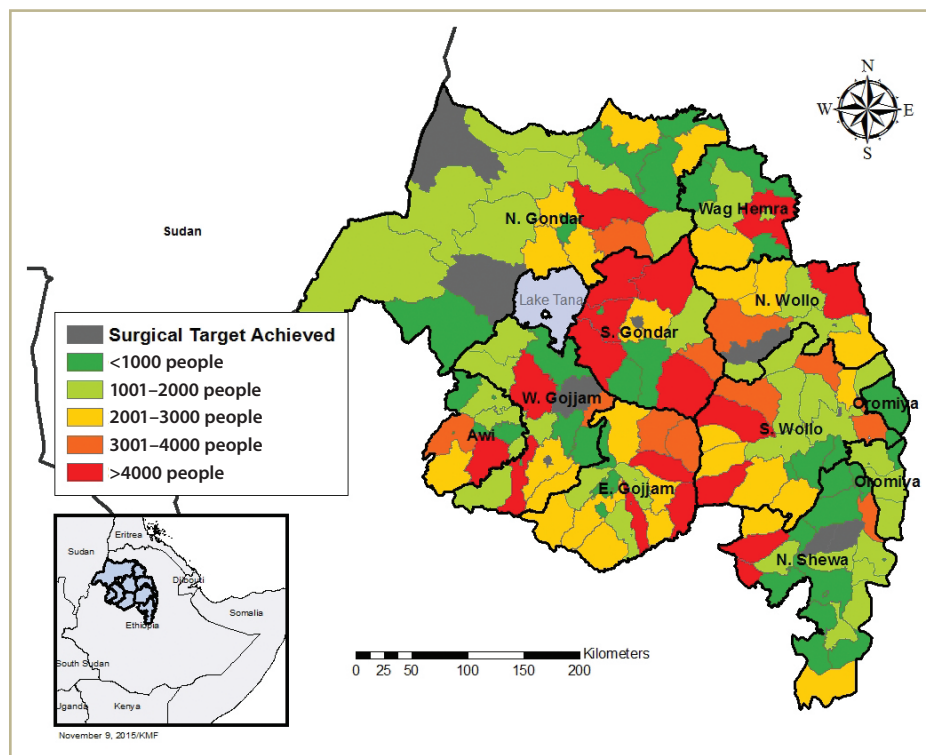 N
W E
S
Wag Hemra
N. Gondar
Sudan
Lake Tana
N. Wollo
S. Gondar
Surgical Target Achieved
<1000 people
1001–2000 people
2001–3000 people
3001–4000 people
>4000 people
W. Gojjam
Oromiya
Awi
S. Wollo
Oromiya
E. Gojjam
N. Shewa
Eritrea
Sudan
Djibouti
Somalia
Ethiopia
South Sudan
Uganda
Kenya
Kilometers
0 25 50 100 150 200
November 9, 2015/KMF